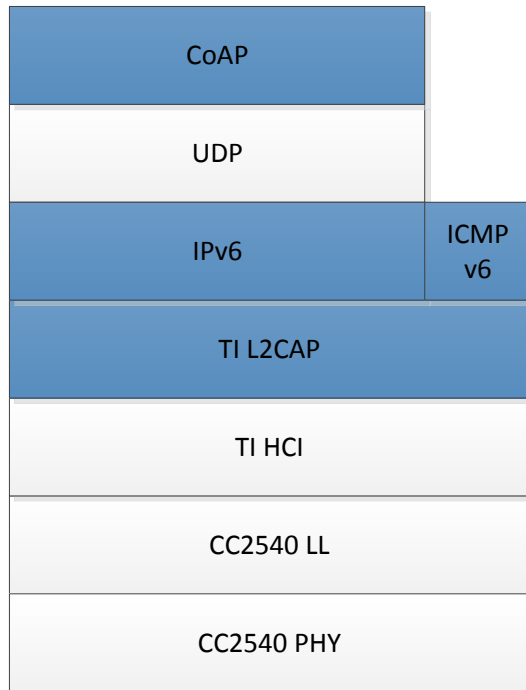 CoAP
UDP
IPv6
ICMP
v6
TI L2CAP
TI HCI
CC2540 LL
CC2540 PHY